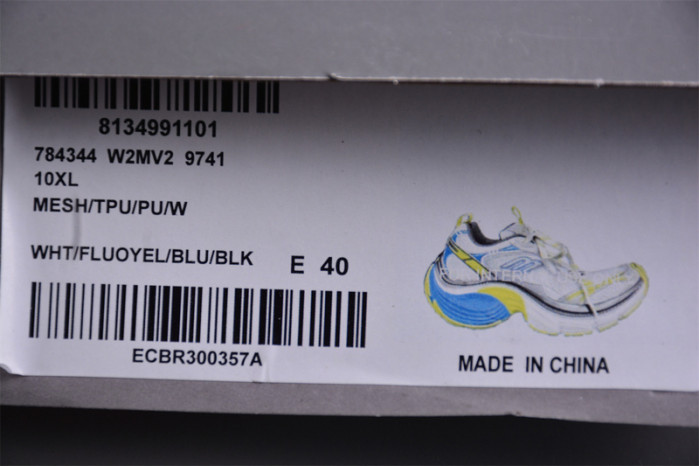 8134991101
784344 W2MV2 9741
10XL
MESH/TPU/PU/W
WHT/FLUOYEL/BLU/BLK E 40
ECBR300357A
MADE IN CHINA